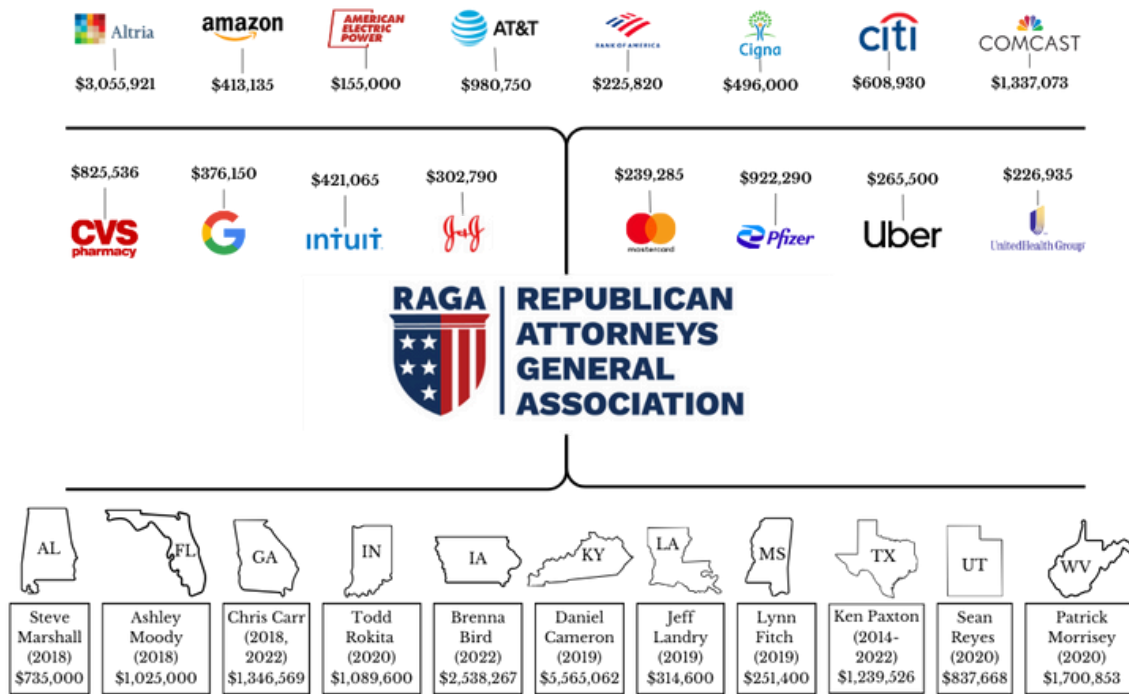 Altria
amazon
AMERICAN
ELECTRIC
POWER
AT&T
BANK OF AMERICA
Cigna
citi
COMCAST
$3,055,921
$413,135
$155,000
$980,750
$225,820
$496,000
$608,930
$1,337,073
$825,536
$376,150
$421,065
$302,790
$239,285
$922,290
$265,500
$226,935
CVS
pharmacy
G
intuit
J&J
mastercard
Pfizer
Uber
U
UnitedHealth Group
RAGA
REPUBLICAN
ATTORNEYS
GENERAL
ASSOCIATION
AL
FL
GA
IN
IA
KY
LA
MS
TX
UT
WV
Steve
Marshall
(2018)
$735,000
Ashley
Moody
(2018)
$1,025,000
Chris Carr
(2018,
2022)
$1,346,569
Todd
Rokita
(2020)
$1,089,600
Brenna
Bird
(2022)
$2,538,267
Daniel
Cameron
(2019)
$5,565,062
Jeff
Landry
(2019)
$314,600
Lynn
Fitch
(2019)
$251,400
Ken Paxton
(2014-
2022)
$1,239,526
Sean
Reyes
(2020)
$837,668
Patrick
Morrisey
(2020)
$1,700,853